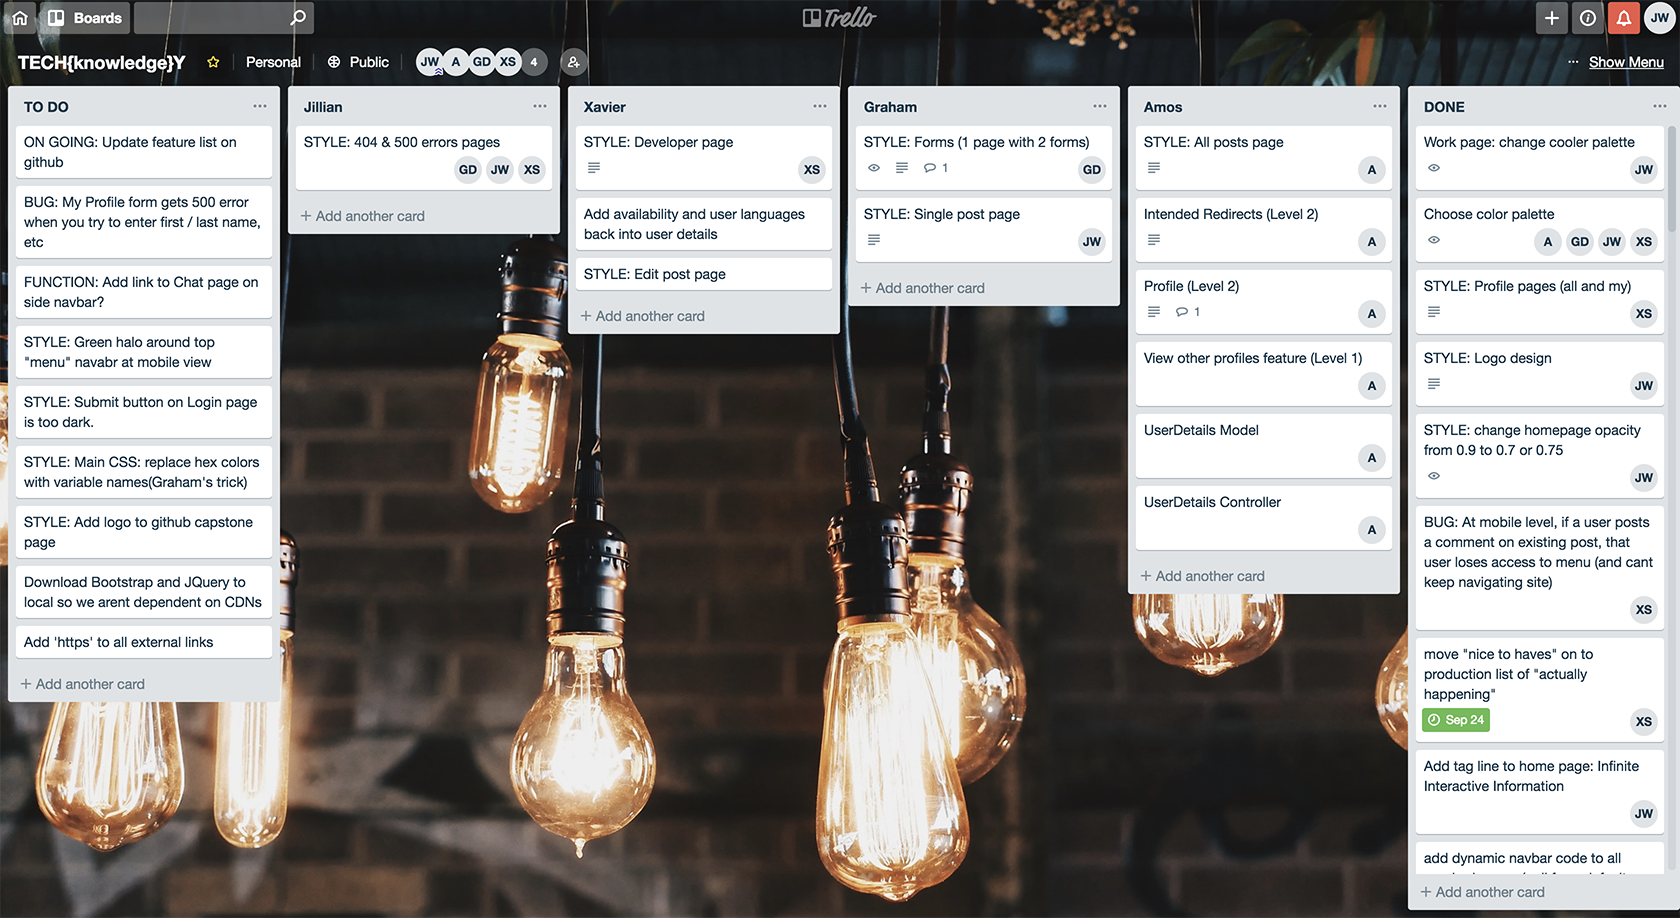 Boards
Trello
JW
TECH{knowledge}Y
Personal
Public
JW
A
GD
XS
4
Show Menu
TO DO
ON GOING: Update feature list on
github
BUG: My Profile form gets 500 error
when you try to enter first / last name,
etc
FUNCTION: Add link to Chat page on
side navbar?
STYLE: Green halo around top
"menu" navabr at mobile view
STYLE: Submit button on Login page
is too dark.
STYLE: Main CSS: replace hex colors
with variable names(Graham's trick)
STYLE: Add logo to github capstone
page
Download Bootstrap and JQuery to
local so we arent dependent on CDNs
Add 'https' to all external links
+ Add another card
Jillian
STYLE: 404 & 500 errors pages
GD
JW
XS
+ Add another card
Xavier
STYLE: Developer page
XS
Add availability and user languages
back into user details
STYLE: Edit post page
+ Add another card
Graham
STYLE: Forms (1 page with 2 forms)
1
GD
STYLE: Single post page
JW
+ Add another card
Amos
STYLE: All posts page
A
Intended Redirects (Level 2)
A
Profile (Level 2)
1
A
View other profiles feature (Level 1)
A
UserDetails Model
A
UserDetails Controller
A
+ Add another card
DONE
Work page: change cooler palette
JW
Choose color palette
A
GD
JW
XS
STYLE: Profile pages (all and my)
XS
STYLE: Logo design
JW
STYLE: change homepage opacity
from 0.9 to 0.7 or 0.75
JW
BUG: At mobile level, if a user posts
a comment on existing post, that
user loses access to menu (and cant
keep navigating site)
XS
move "nice to haves" on to
production list of "actually
happening"
Sep 24
XS
Add tag line to home page: Infinite
Interactive Information
JW
add dynamic navbar code to all
+ Add another card